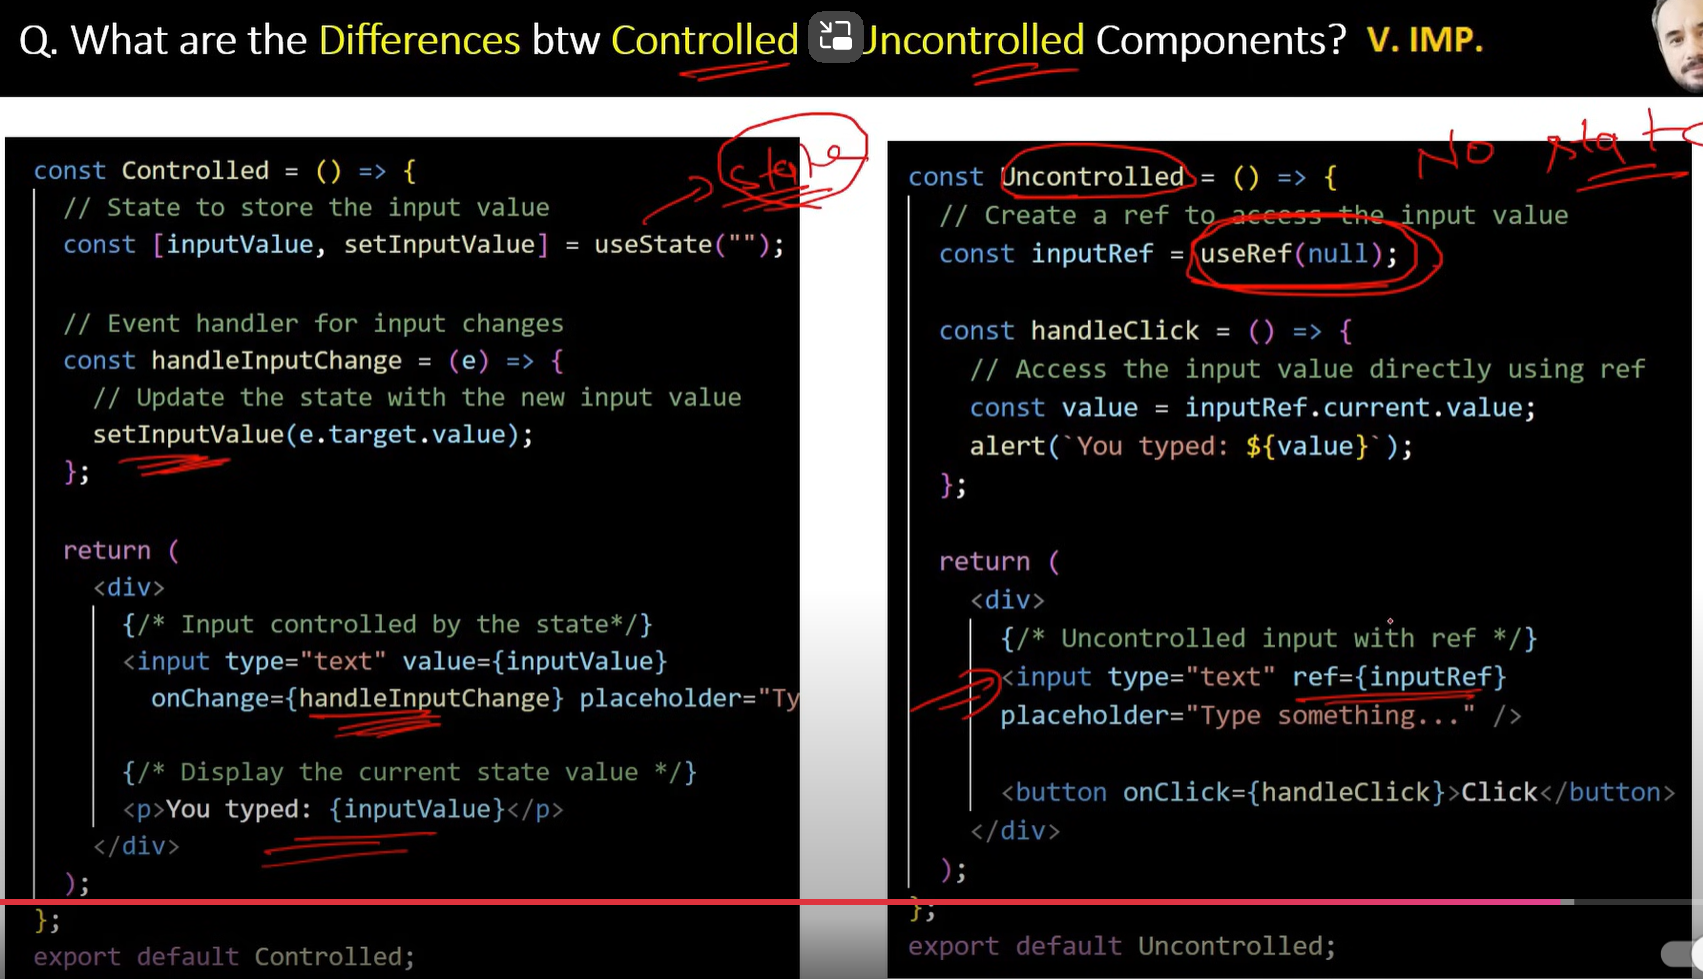 Q. What are the Differences btw Controlled Uncontrolled Components? V. IMP.
state
const Controlled = () => {
// State to store the input value
const [inputValue, setInputValue] = useState("");
// Event handler for input changes
const handleInputChange = (e) => {
// Update the state with the new input value
setInputValue(e.target.value);
};
return (
<div>
{/* Input controlled by the state*/}
<input type="text" value={inputValue}
onChange={handleInputChange} placeholder="Ty
{/* Display the current state value */}
<p>You typed: {inputValue}</p>
</div>
);
};
export default Controlled;
No state
const Uncontrolled = () => {
// Create a ref to access the input value
const inputRef = useRef(null);
const handleClick = () => {
// Access the input value directly using ref
const value = inputRef.current.value;
alert(`You typed: ${value}`);
};
return (
<div>
{/* Uncontrolled input with ref */}
<input type="text" ref={inputRef}
placeholder="Type something..." />
<button onClick={handleClick}>Click</button>
</div>
);
};
export default Uncontrolled;